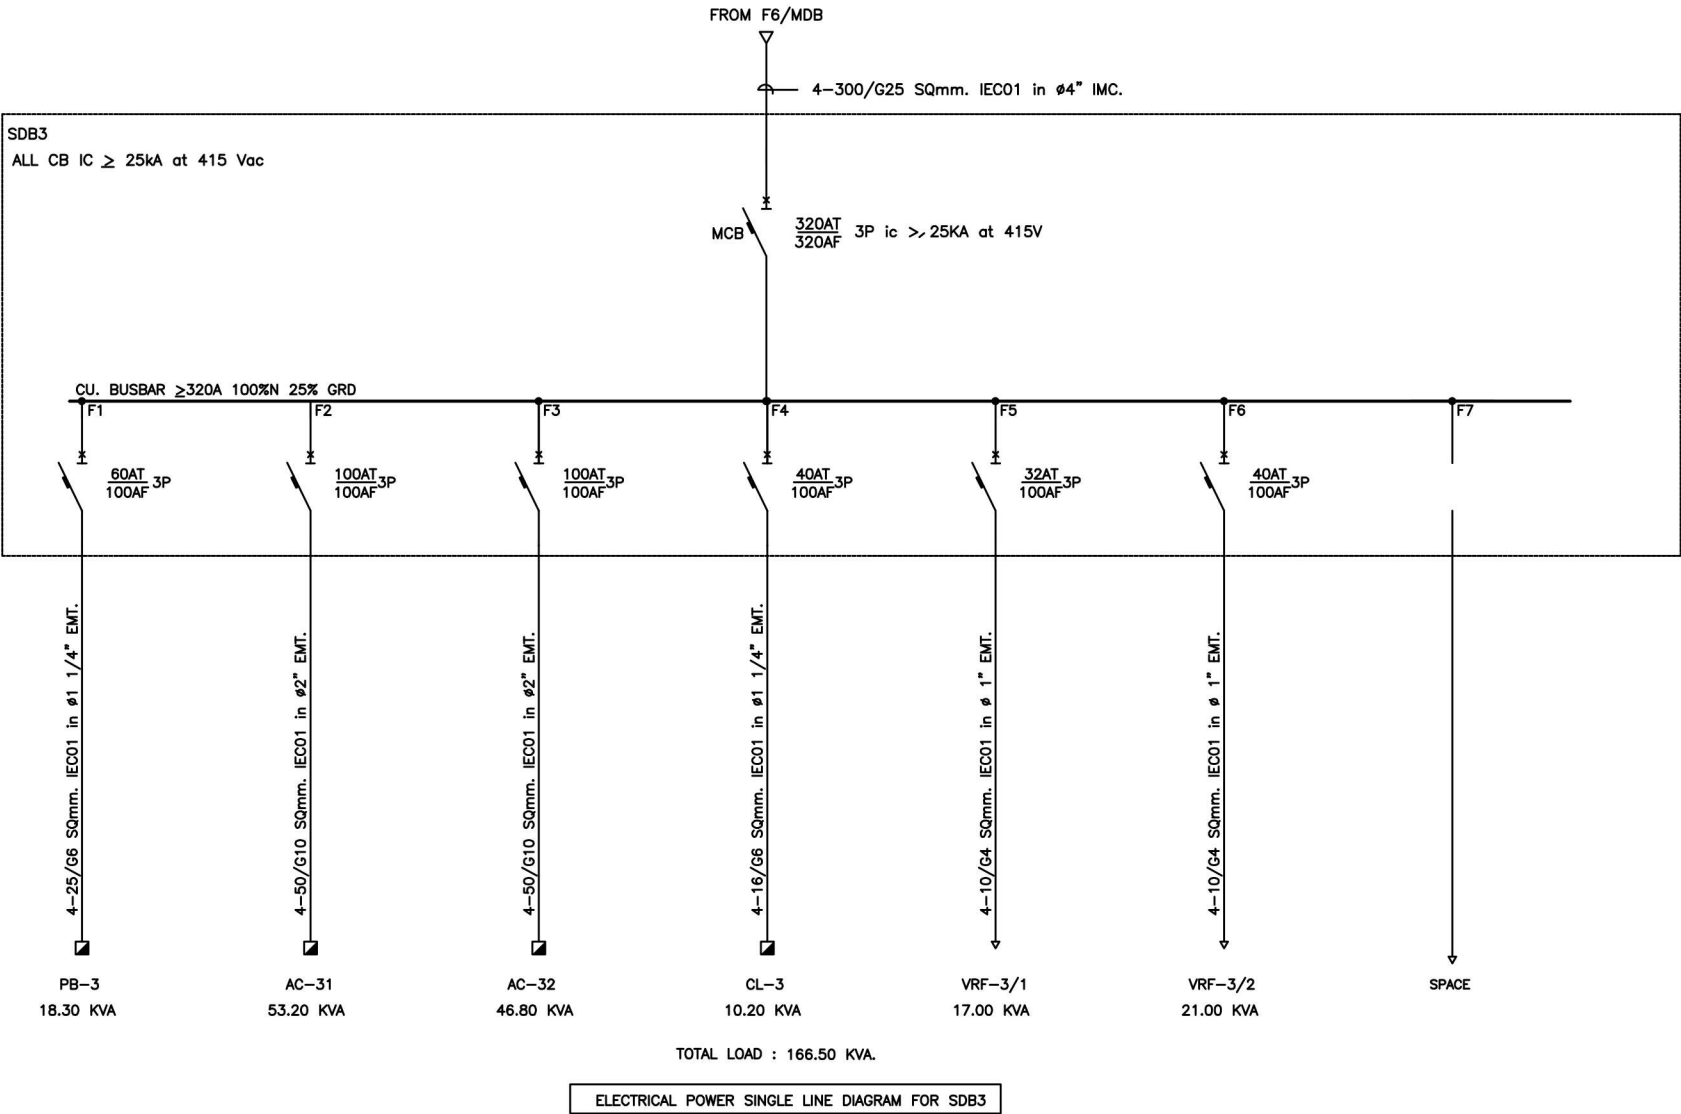 FROM F6/MDB
4-300/G25 SQmm. IEC01 in ø4" IMC.
SDB3
ALL CB IC ≥ 25kA at 415 Vac
MCB
320AT
320AF
3P ic >, 25KA at 415V
CU. BUSBAR ≥320A 100%N 25% GRD
F1
F2
F3
F4
F5
F6
F7
60AT
100AF
3P
100AT
100AF
3P
100AT
100AF
3P
40AT
100AF
3P
32AT
100AF
3P
40AT
100AF
3P
4-25/G6 SQmm. IEC01 in ø1 1/4" EMT.
4-50/G10 SQmm. IEC01 in ø2" EMT.
4-50/G10 SQmm. IEC01 in ø2" EMT.
4-16/G6 SQmm. IEC01 in ø1 1/4" EMT.
4-10/G4 SQmm. IEC01 in ø 1" EMT.
4-10/G4 SQmm. IEC01 in ø 1" EMT.
PB-3
18.30 KVA
AC-31
53.20 KVA
AC-32
46.80 KVA
CL-3
10.20 KVA
VRF-3/1
17.00 KVA
VRF-3/2
21.00 KVA
SPACE
TOTAL LOAD : 166.50 KVA.
ELECTRICAL POWER SINGLE LINE DIAGRAM FOR SDB3